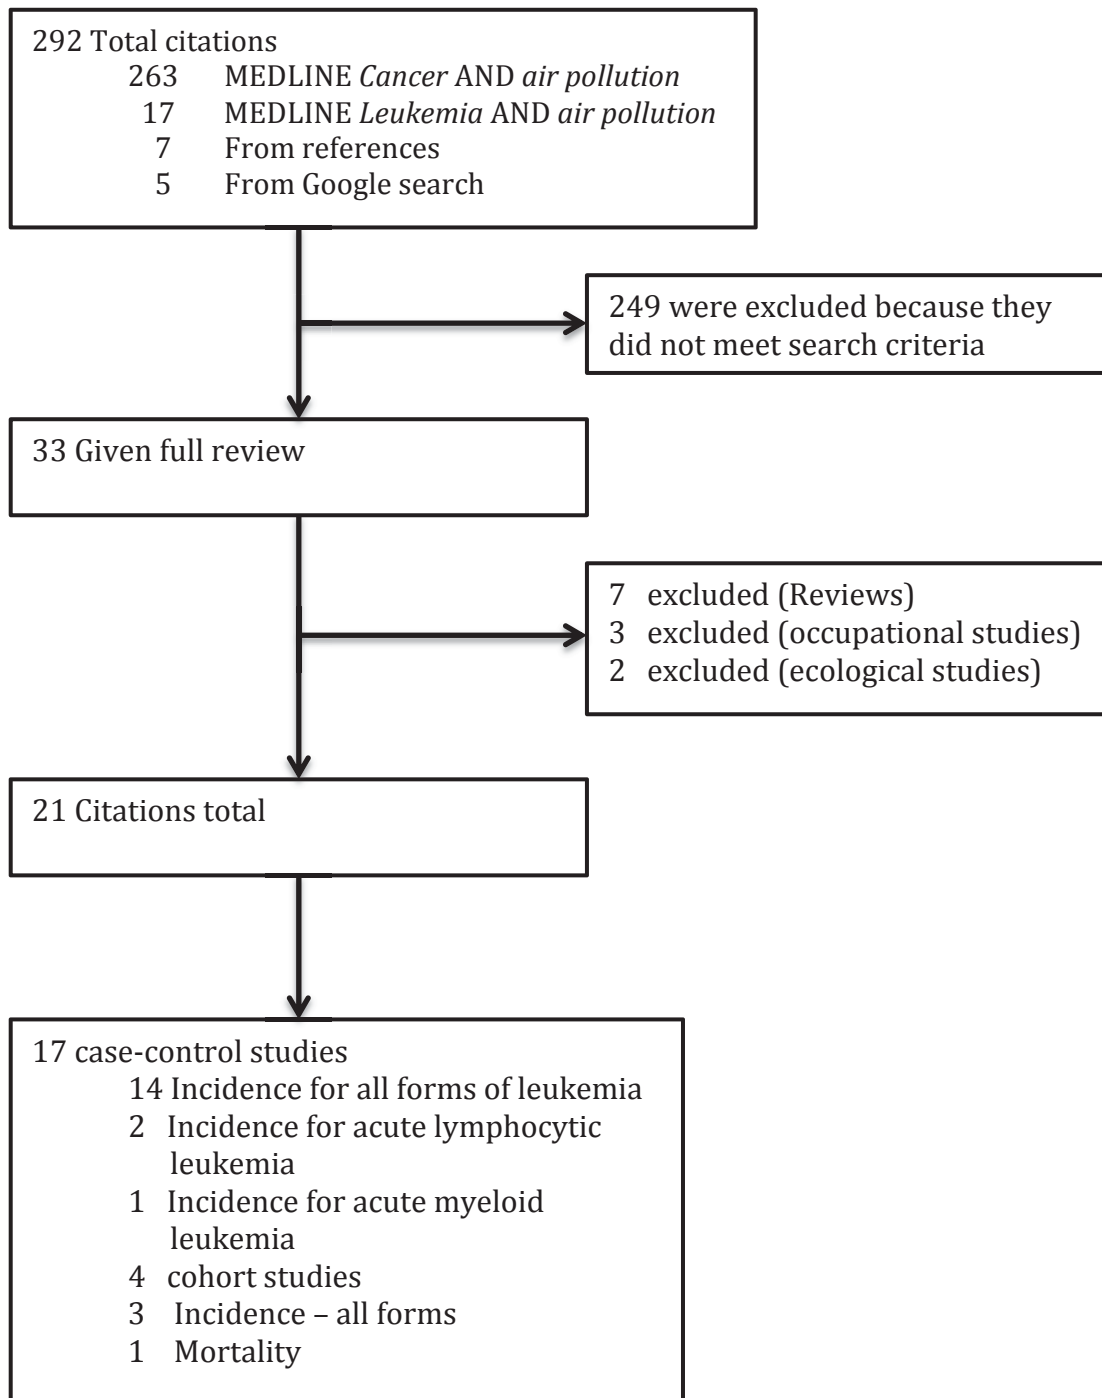 292 Total citations
263 MEDLINE Cancer AND air pollution
17 MEDLINE Leukemia AND air pollution
7 From references
5 From Google search
249 were excluded because they
did not meet search criteria
33 Given full review
7 excluded (Reviews)
3 excluded (occupational studies)
2 excluded (ecological studies)
21 Citations total
17 case-control studies
14 Incidence for all forms of leukemia
2 Incidence for acute lymphocytic
leukemia
1 Incidence for acute myeloid
leukemia
4 cohort studies
3 Incidence – all forms
1 Mortality